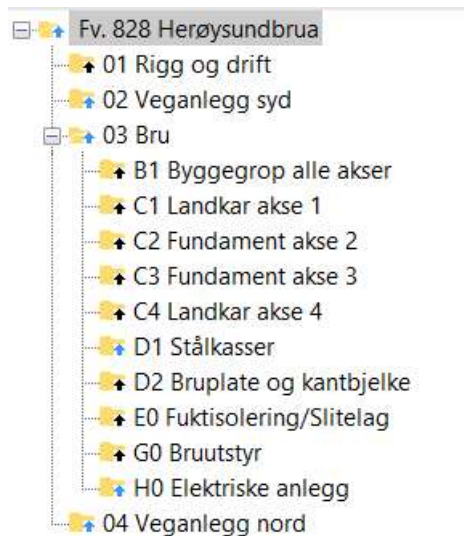 Fv. 828 Herøysundbrua
01 Rigg og drift
02 Veganlegg syd
03 Bru
B1 Byggegrop alle akser
C1 Landkar akse 1
C2 Fundament akse 2
C3 Fundament akse 3
C4 Landkar akse 4
D1 Stålkasser
D2 Bruplate og kantbjelke
E0 Fuktisolering/Slitelag
G0 Bruutstyr
H0 Elektriske anlegg
04 Veganlegg nord